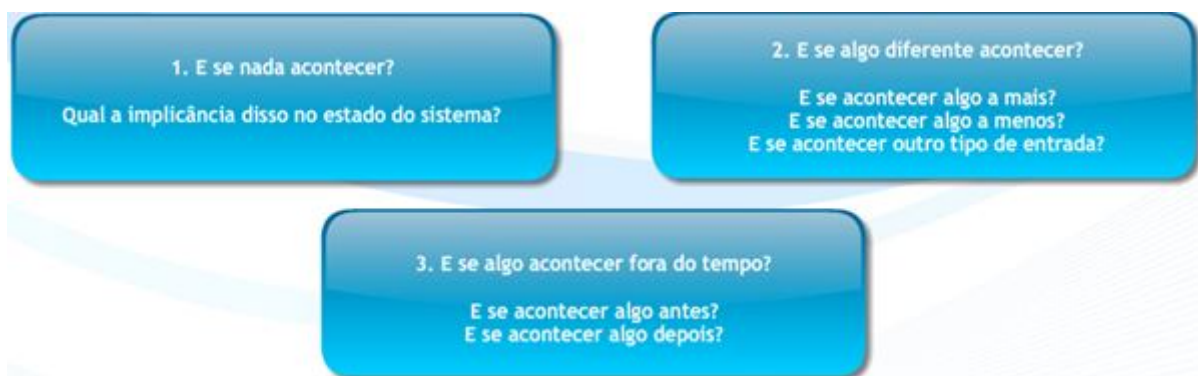 1. E se nada acontecer?
Qual a implicância disso no estado do sistema?
2. E se algo diferente acontecer?
E se acontecer algo a mais?
E se acontecer algo a menos?
E se acontecer outro tipo de entrada?
3. E se algo acontecer fora do tempo?
E se acontecer algo antes?
E se acontecer algo depois?